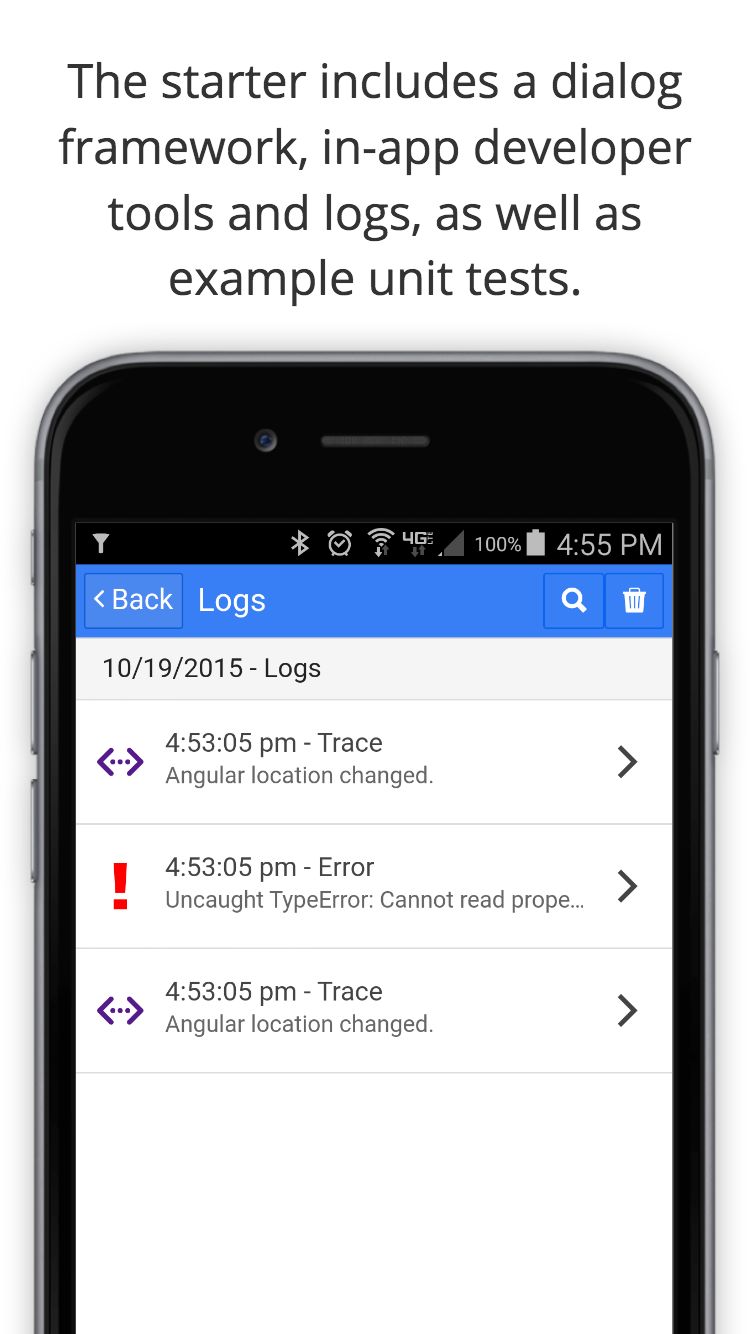 The starter includes a dialog
framework, in-app developer
tools and logs, as well as
example unit tests.
4G LTE 100% 4:55 PM
Back Logs
10/19/2015 - Logs
4:53:05 pm - Trace
Angular location changed.
4:53:05 pm - Error
Uncaught TypeError: Cannot read prope...
4:53:05 pm - Trace
Angular location changed.